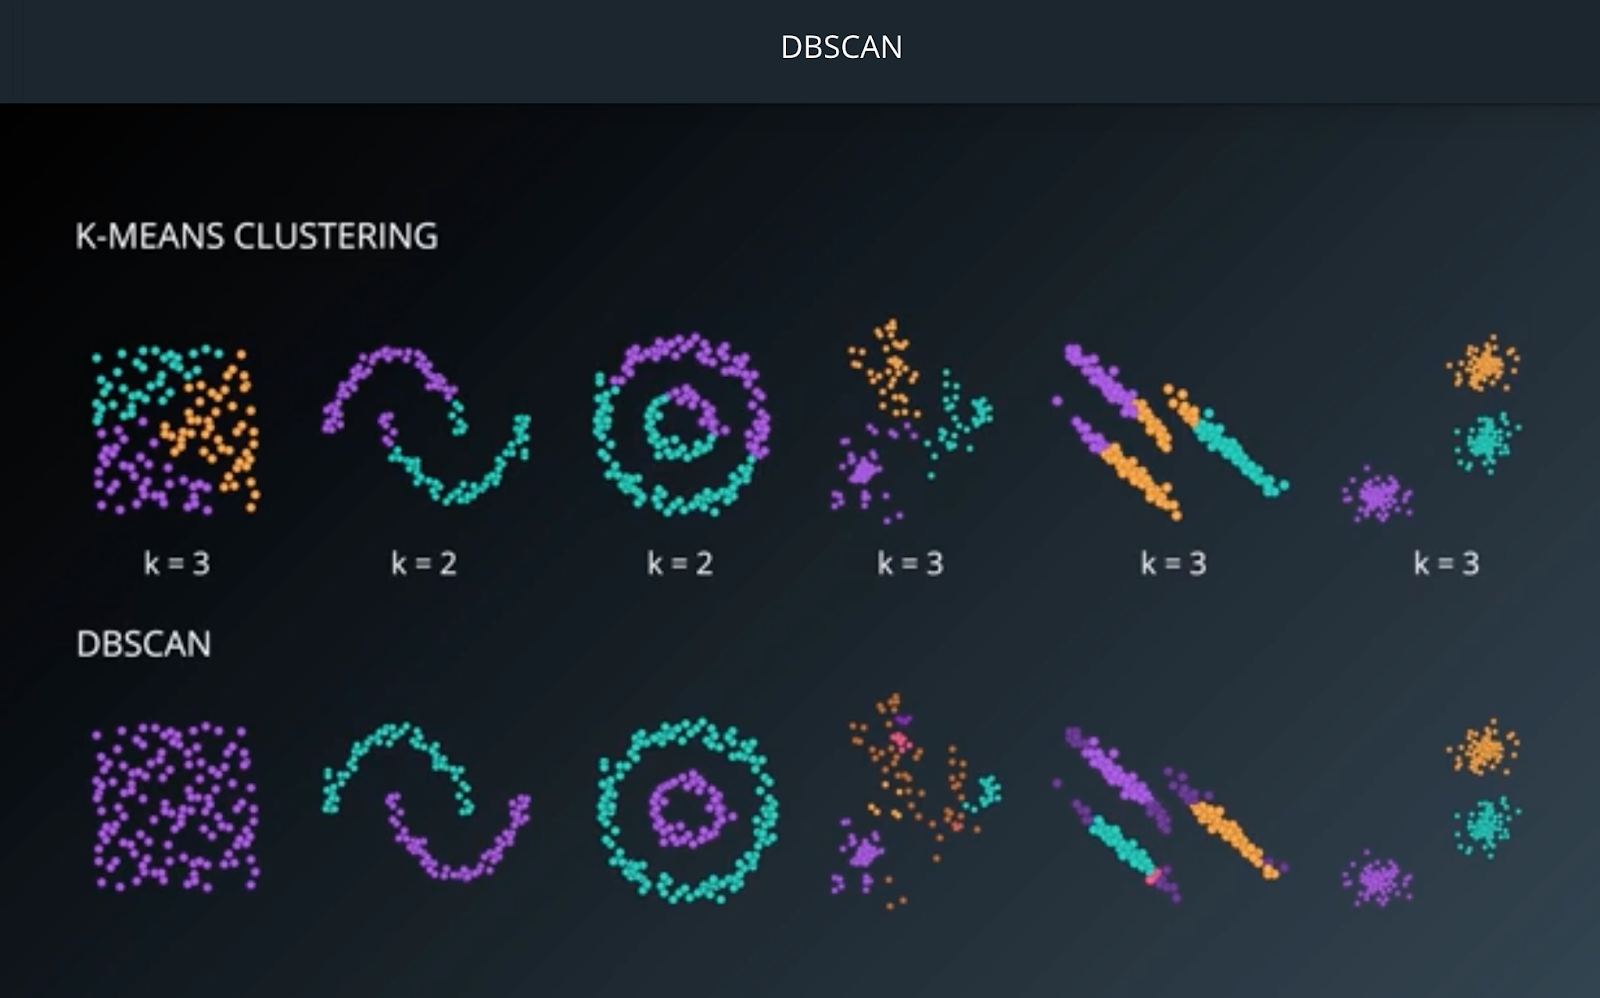 DBSCAN
K-MEANS CLUSTERING
k = 3
k = 2
k = 2
k = 3
k = 3
k = 3
DBSCAN